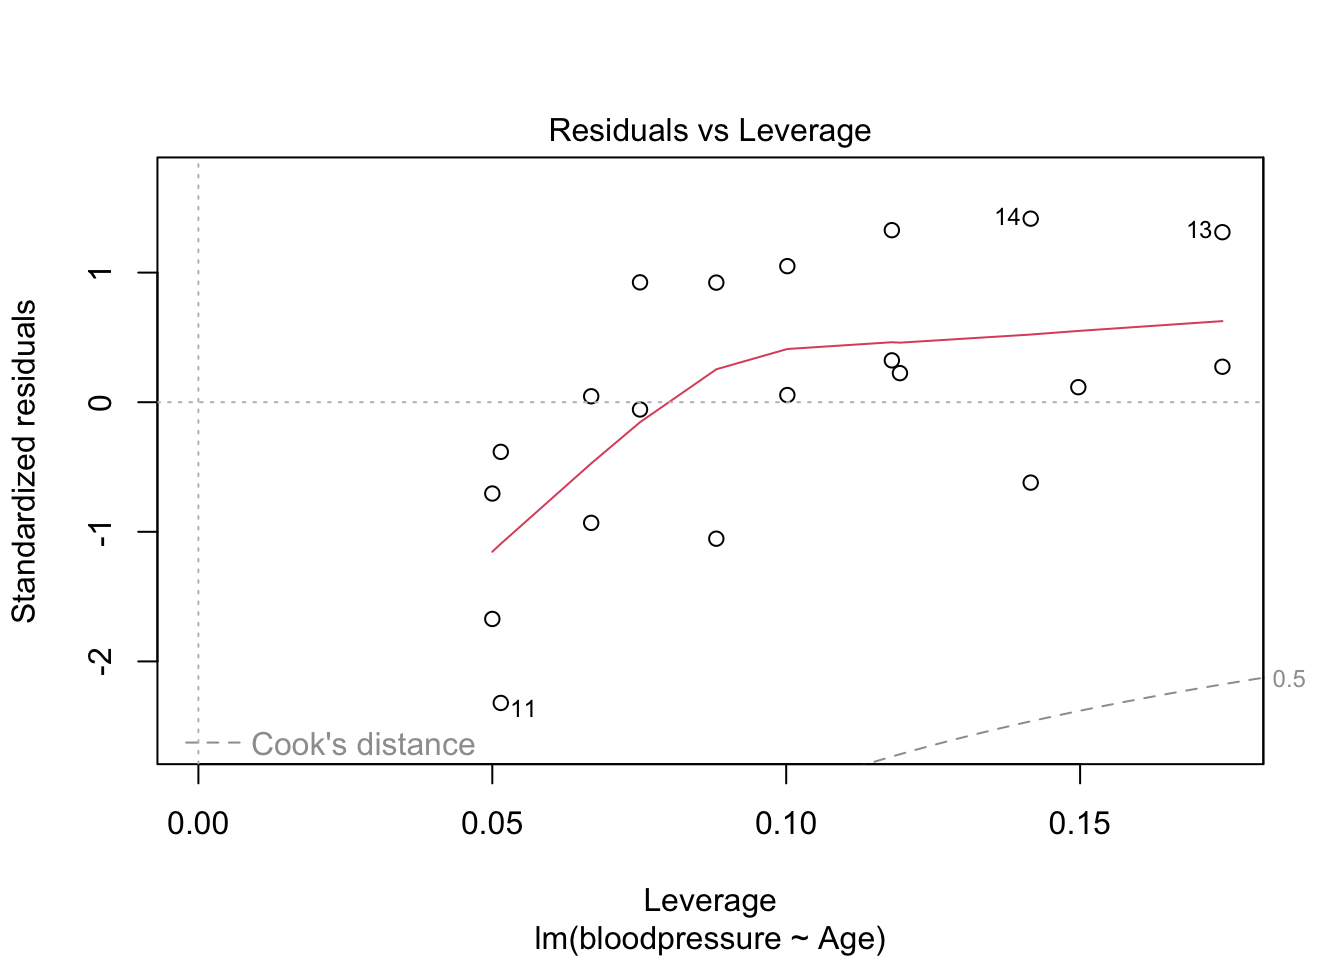 Residuals vs Leverage
Standardized residuals
1
0
-1
-2
14
13
11
0.5
Cook's distance
0.00 0.05 0.10 0.15
Leverage
lm(bloodpressure ~ Age)